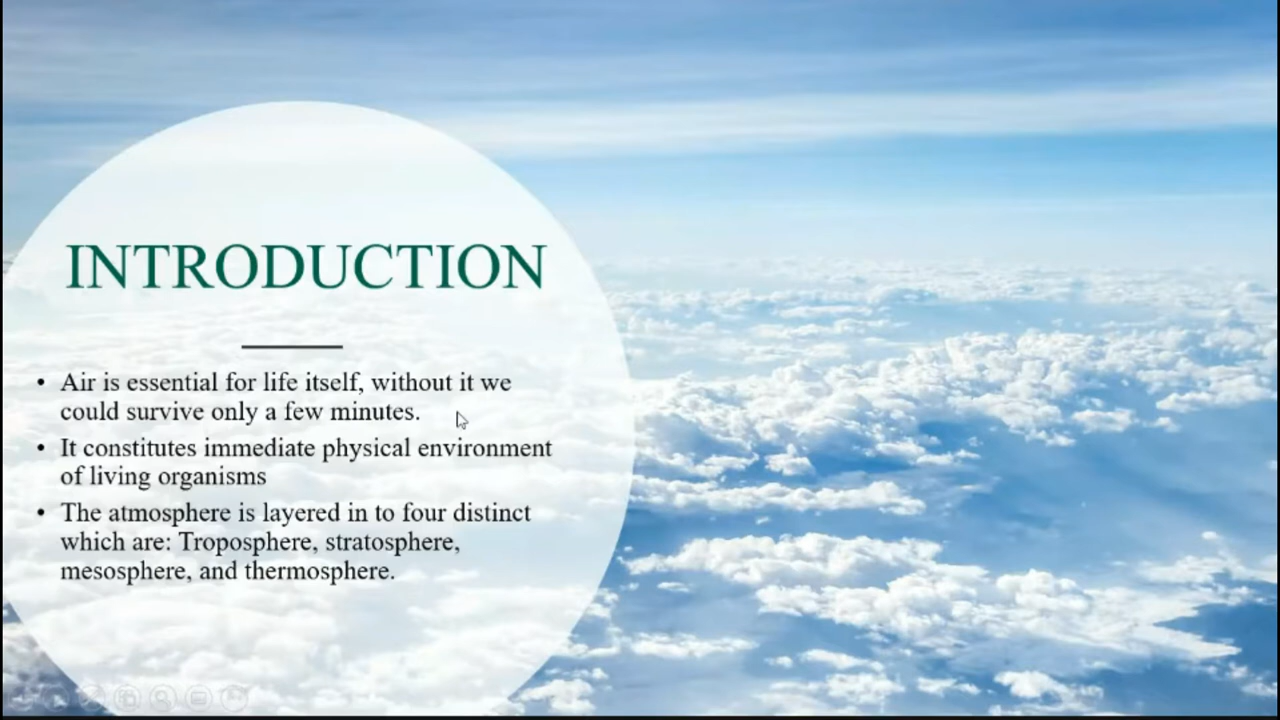 INTRODUCTION
• Air is essential for life itself, without it we
could survive only a few minutes.
• It constitutes immediate physical environment
of living organisms
• The atmosphere is layered in to four distinct
which are: Troposphere, stratosphere,
mesosphere, and thermosphere.